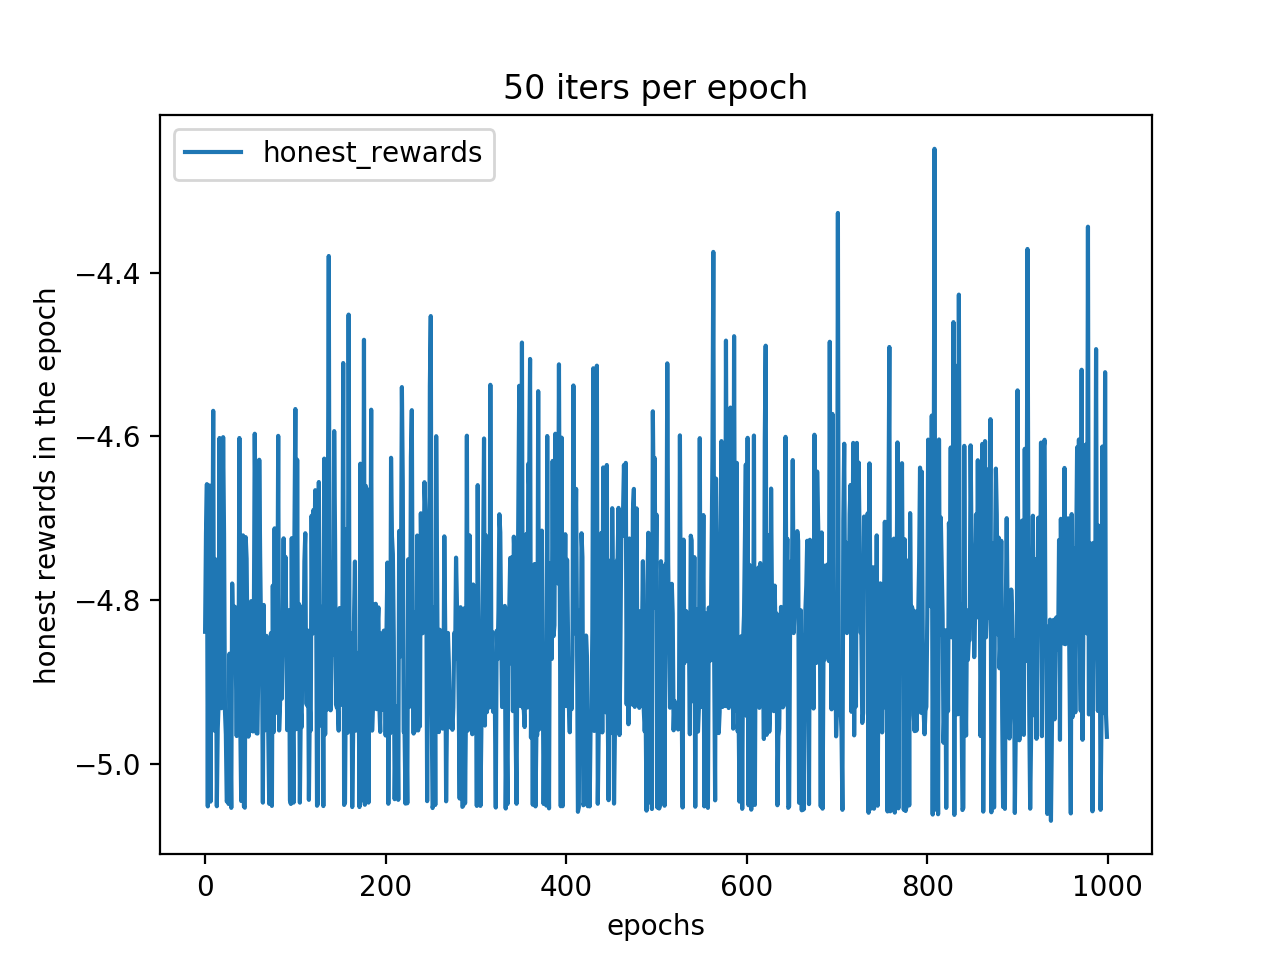 50 iters per epoch
honest_rewards
honest rewards in the epoch
−4.4
−4.6
−4.8
−5.0
0 200 400 600 800 1000
epochs